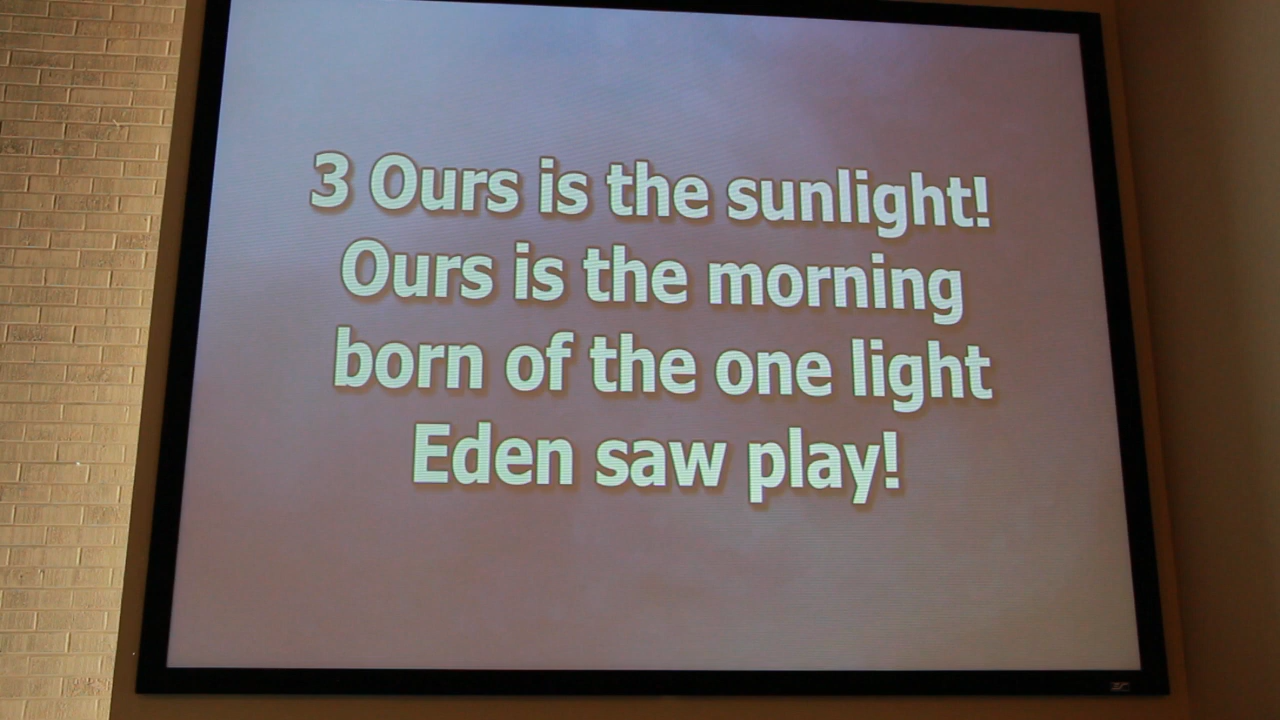 3 Ours is the sunlight!
Ours is the morning
born of the one light
Eden saw play!